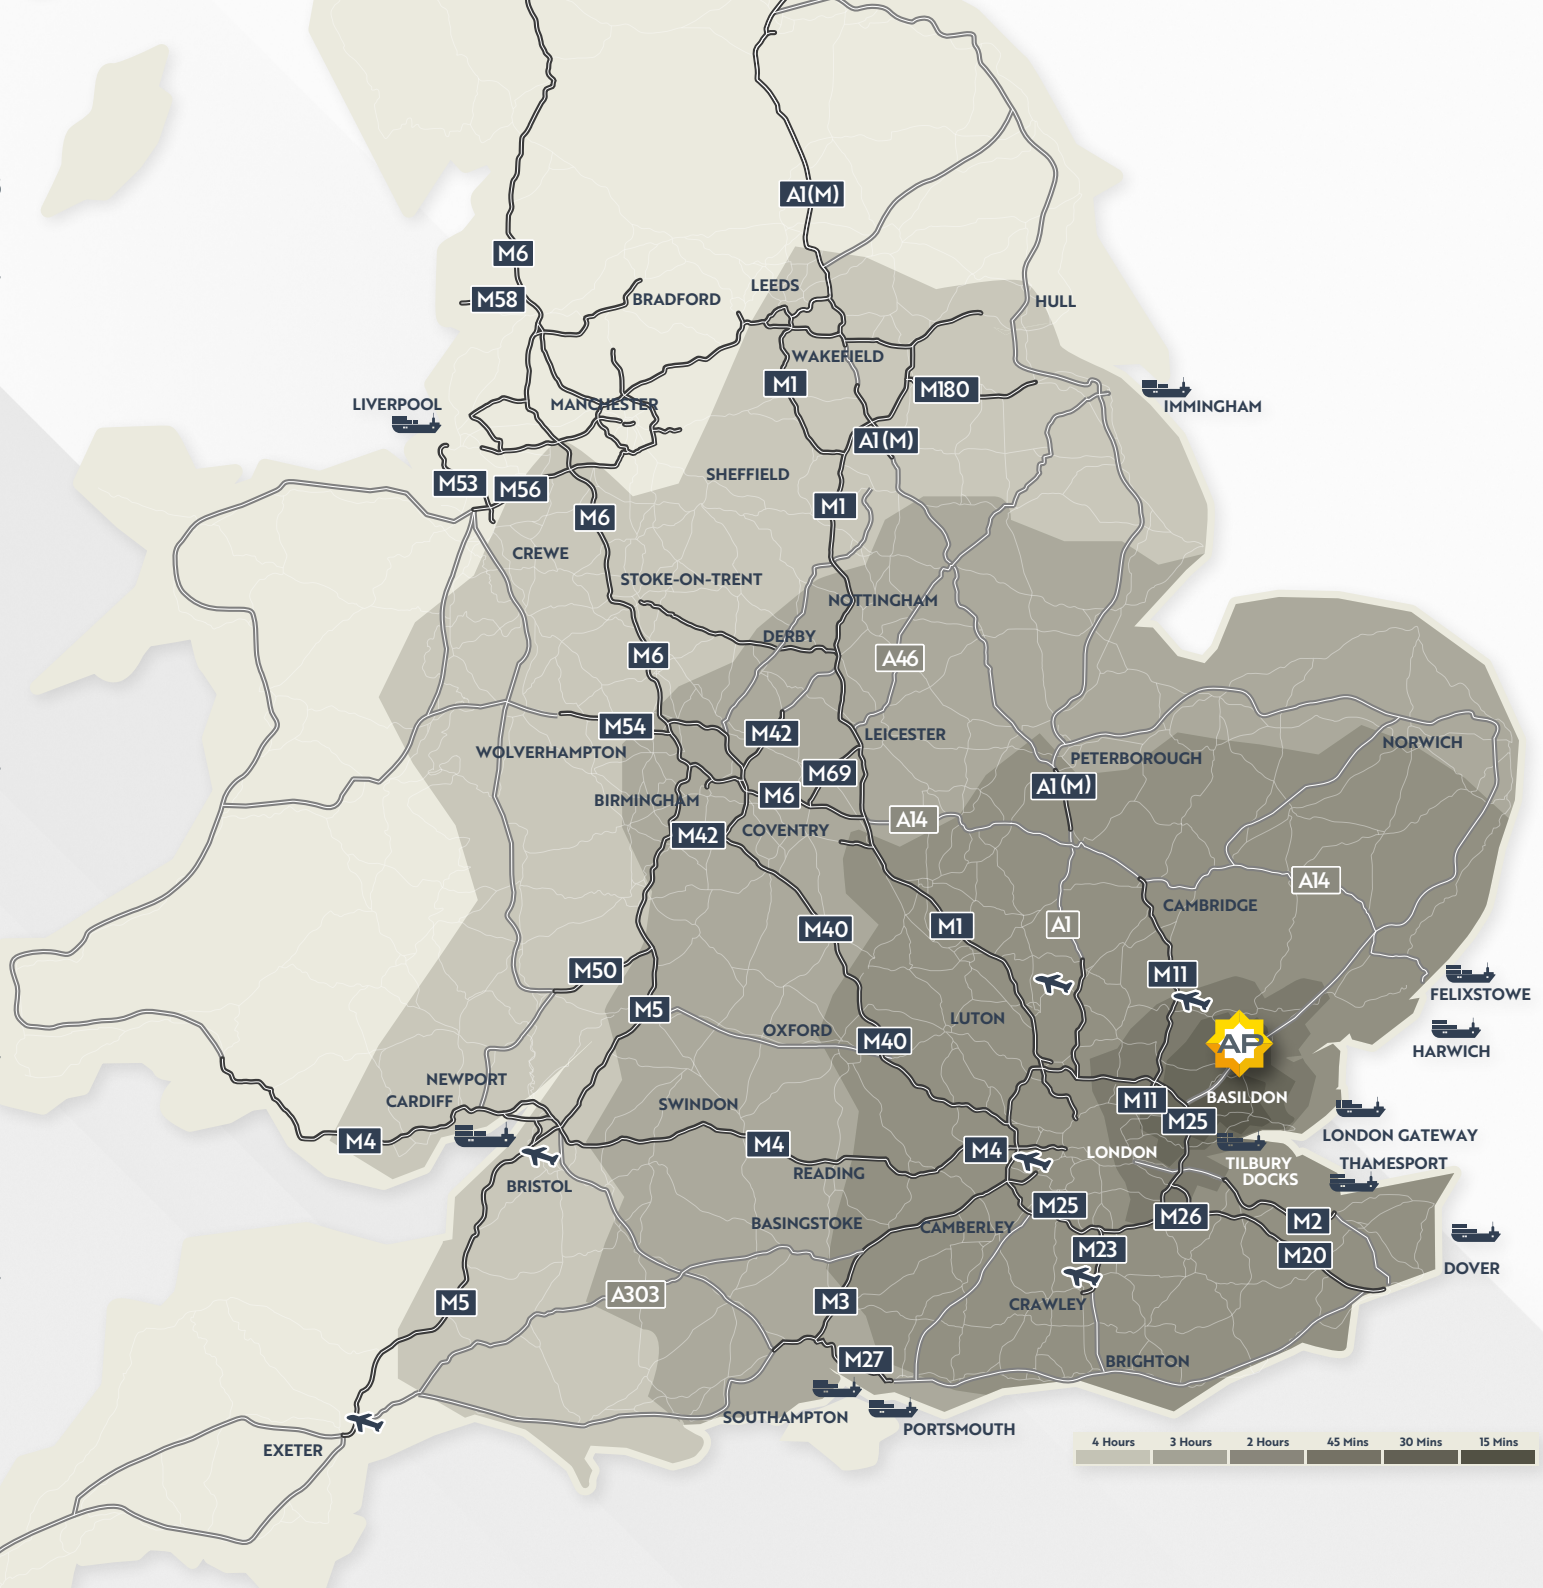 A1(M)
M6
LEEDS
M58
BRADFORD
HULL
WAKEFIELD
M1
M180
LIVERPOOL
MANCHESTER
IMMINGHAM
A1(M)
SHEFFIELD
M53
M56
M1
M6
CREWE
STOKE-ON-TRENT
NOTTINGHAM
DERBY
M6
A46
M54
M42
LEICESTER
NORWICH
WOLVERHAMPTON
PETERBOROUGH
M69
A1(M)
M6
BIRMINGHAM
A14
COVENTRY
M42
A14
CAMBRIDGE
M40
M1
A1
M50
M11
FELIXSTOWE
M5
LUTON
OXFORD
M40
AP
HARWICH
NEWPORT
BASILDON
CARDIFF
SWINDON
M11
M25
LONDON GATEWAY
M4
M4
M4
LONDON
TILBURY
DOCKS
THAMESPORT
READING
BRISTOL
M25
BASINGSTOKE
CAMBERLEY
M26
M2
M23
M20
DOVER
A303
M5
M3
CRAWLEY
M27
BRIGHTON
SOUTHAMPTON
PORTSMOUTH
EXETER
4 Hours
3 Hours
2 Hours
45 Mins
30 Mins
15 Mins